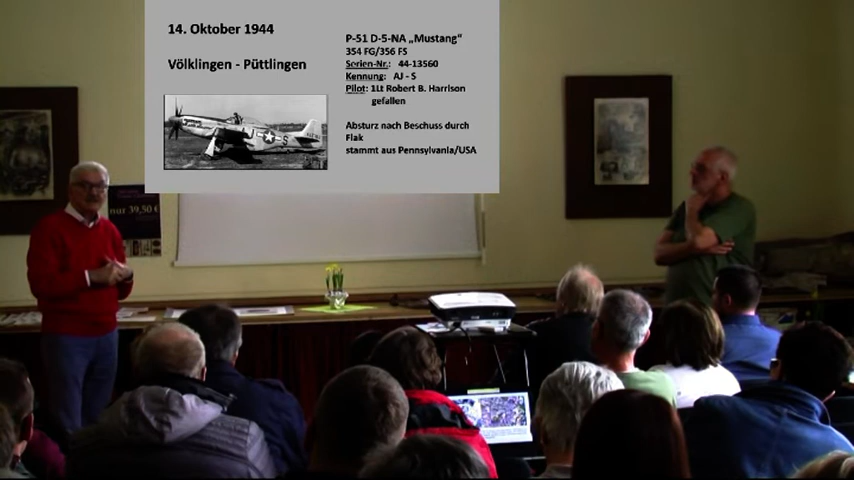 14. Oktober 1944
Völklingen - Püttlingen
P-51 D-5-NA „Mustang“
354 FG/356 FS
Serien-Nr.: 44-13560
Kennung: AJ - S
Pilot: 1Lt Robert B. Harrison
gefallen
Absturz nach Beschuss durch
Flak
stammt aus Pennsylvania/USA
nur 39,50 €